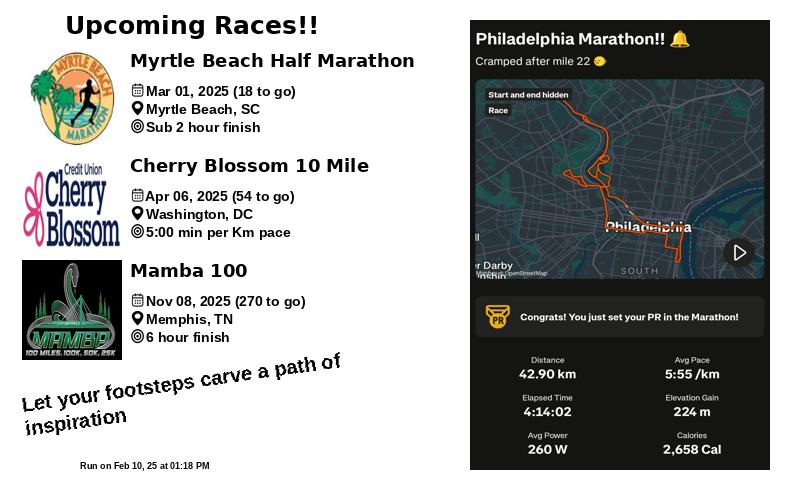 Upcoming Races!!
MYRTLE BEACH
MARATHON
Myrtle Beach Half Marathon
Mar 01, 2025 (18 to go)
Myrtle Beach, SC
Sub 2 hour finish
Credit Union
Cherry
Blossom
Cherry Blossom 10 Mile
Apr 06, 2025 (54 to go)
Washington, DC
5:00 min per Km pace
MAMBA
100 MILES, 100K, 50K, 25K
Mamba 100
Nov 08, 2025 (270 to go)
Memphis, TN
6 hour finish
Let your footsteps carve a path of
inspiration
Run on Feb 10, 25 at 01:18 PM
Philadelphia Marathon!! 🔔
Cramped after mile 22
Start and end hidden
Race
Philadelphia
ll
er Darby
nship
OpenStreetMap
SOUTH
PR
Congrats! You just set your PR in the Marathon!
Distance
Avg Pace
42.90 km
5:55 /km
Elapsed Time
Elevation Gain
4:14:02
224 m
Avg Power
Calories
260 W
2,658 Cal